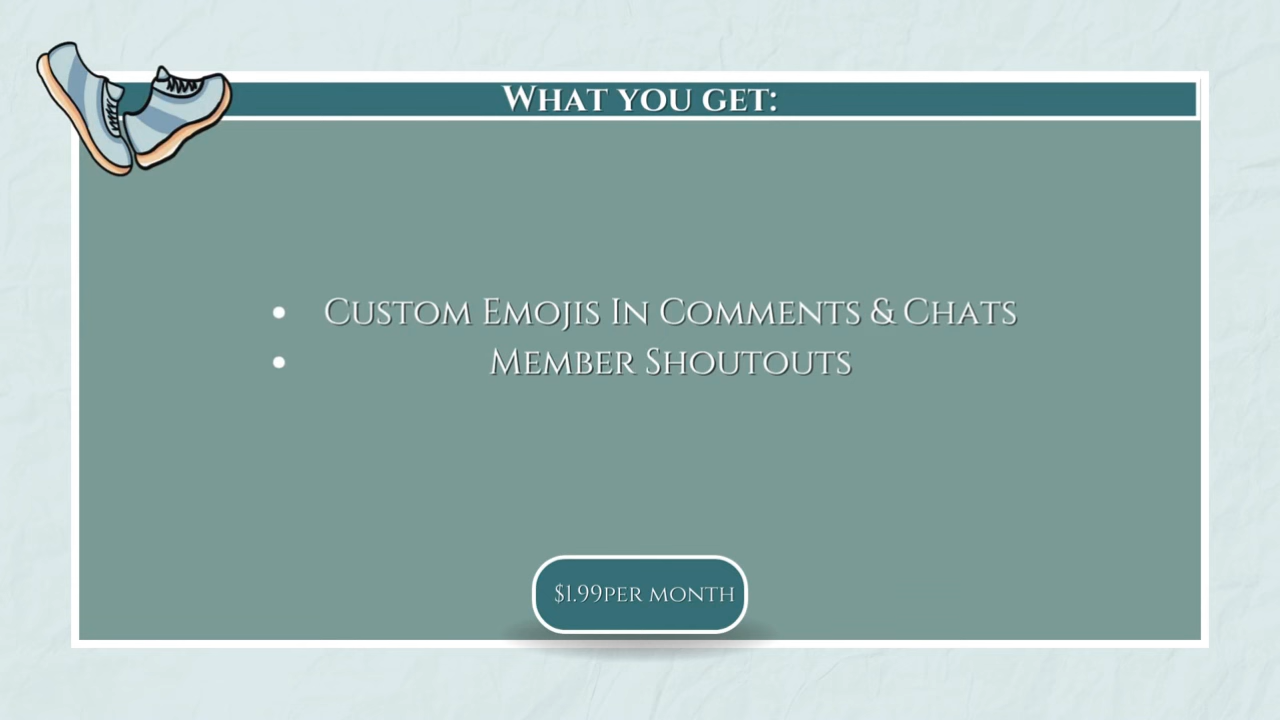 What you get:
• Custom Emojis In Comments & Chats
• Member Shoutouts
$1.99per month